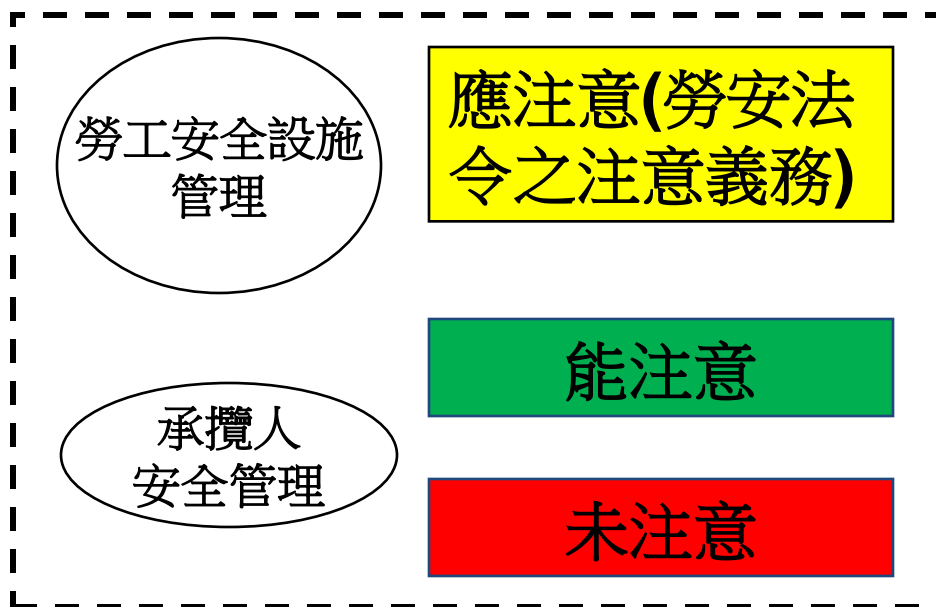 勞工安全設施
管理
應注意(勞安法
令之注意義務)
能注意
承攬人
安全管理
未注意